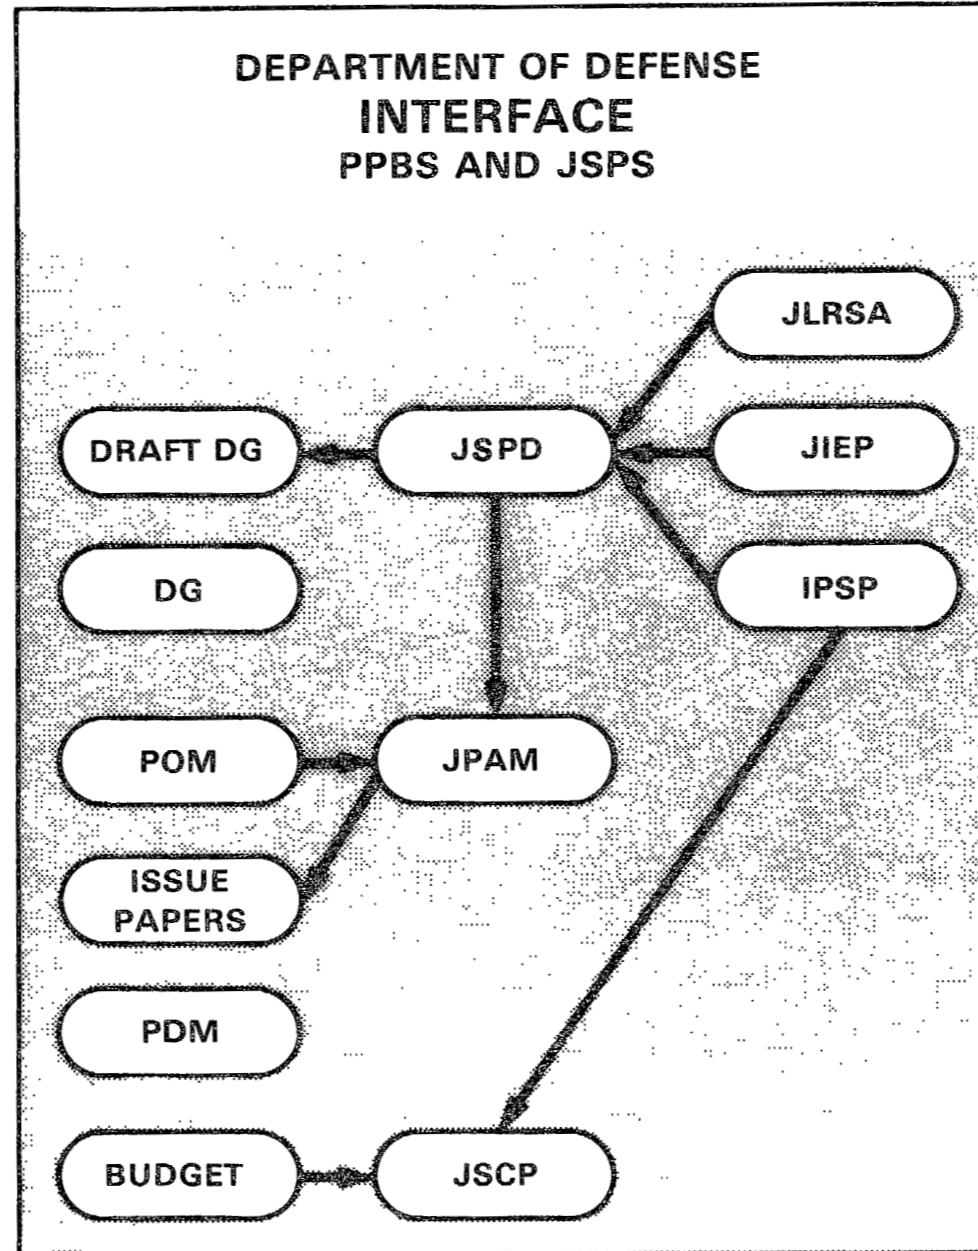 DEPARTMENT OF DEFENSE
INTERFACE
PPBS AND JSPS
JLRSA
DRAFT DG
JSPD
JIEP
DG
IPSP
POM
JPAM
ISSUE
PAPERS
PDM
BUDGET
JSCP